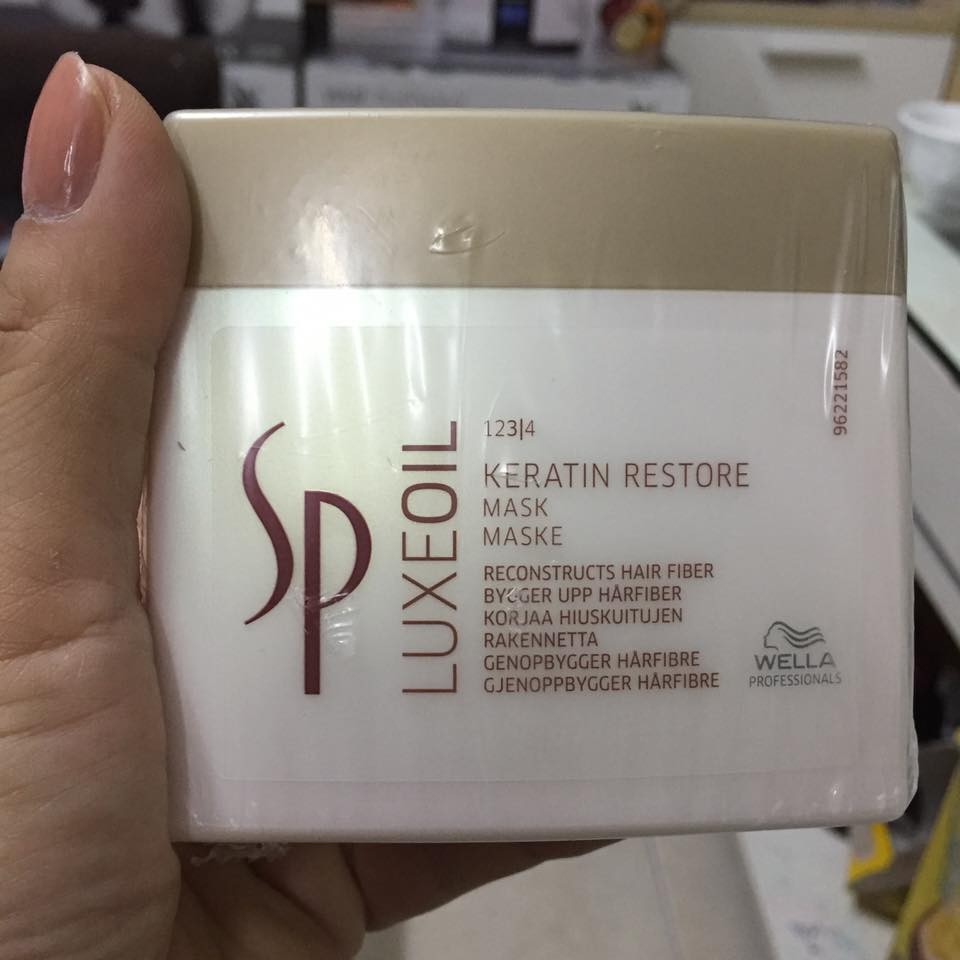 SP
LUXEOIL
123|4
KERATIN RESTORE
MASK
MASKE
RECONSTRUCTS HAIR FIBER
BYGGER UPP HÅRFIBER
KORJAA HIUSKUITUJEN
RAKENNETTA
GENOPBYGGER HÅRFIBRE
GJENOPPBYGGER HÅRFIBRE
WELLA
PROFESSIONALS
96221582